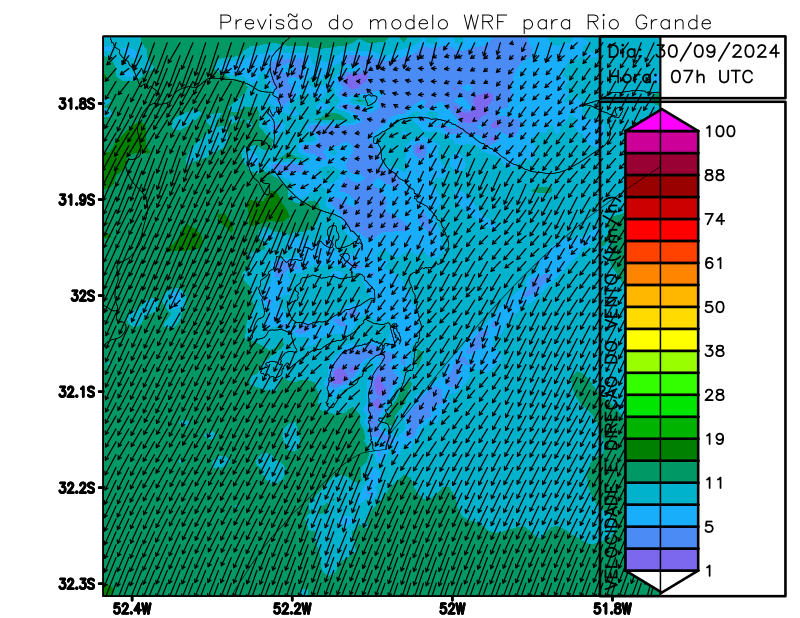 Previsão do modelo WRF para Rio Grande
Dia: 30/09/2024
Hora: 07h UTC
31.8S
31.9S
32S
32.1S
32.2S
32.3S
52.4W
52.2W
52W
51.8W
VELOCIDADE E DIREÇÃO DO VENTO (km/h)
100
88
74
61
50
38
28
19
11
5
1